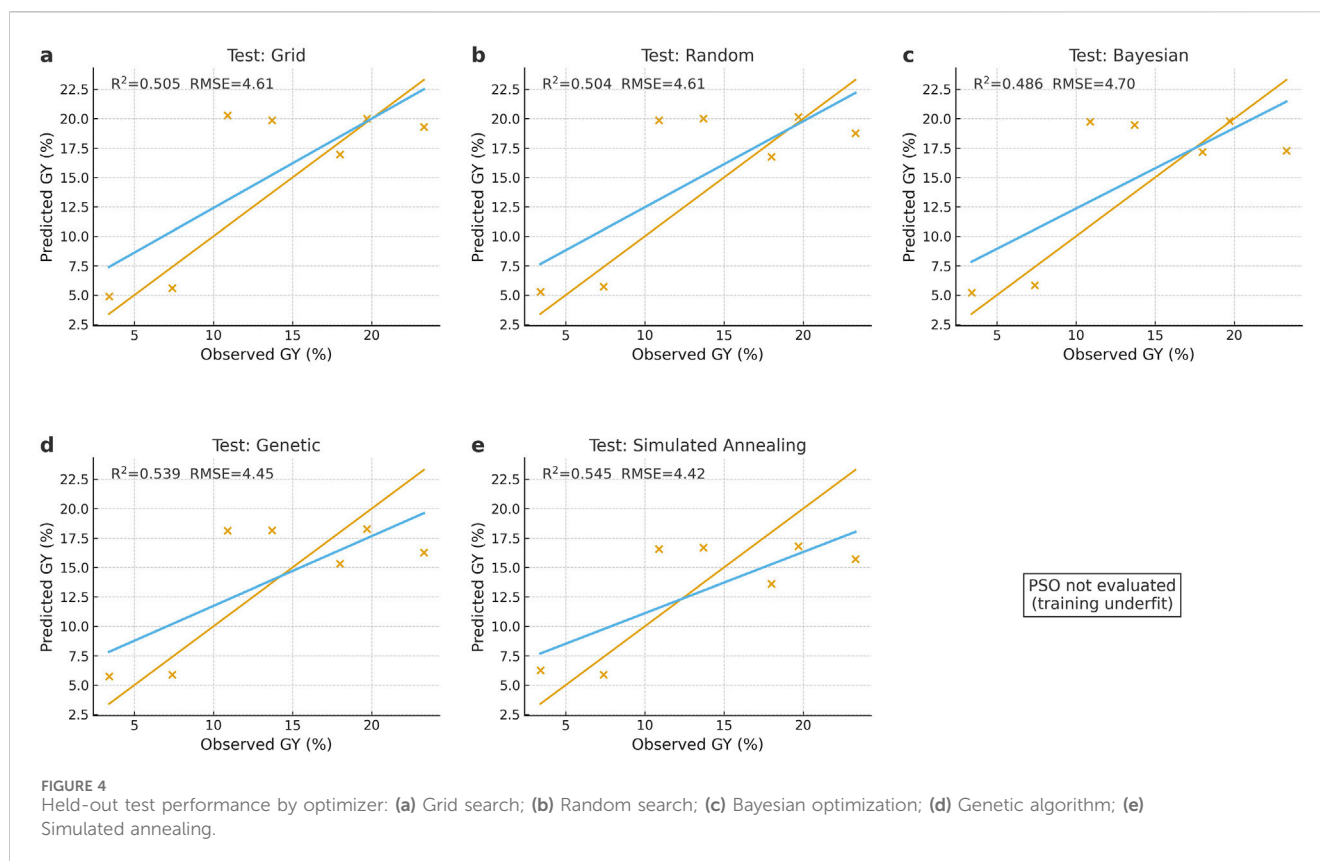 a
Test: Grid
R²=0.505 RMSE=4.61
22.5
20.0
17.5
15.0
12.5
10.0
7.5
5.0
2.5
Predicted GY (%)
5 10 15 20
Observed GY (%)
b
Test: Random
R²=0.504 RMSE=4.61
22.5
20.0
17.5
15.0
12.5
10.0
7.5
5.0
2.5
Predicted GY (%)
5 10 15 20
Observed GY (%)
c
Test: Bayesian
R²=0.486 RMSE=4.70
22.5
20.0
17.5
15.0
12.5
10.0
7.5
5.0
2.5
Predicted GY (%)
5 10 15 20
Observed GY (%)
d
Test: Genetic
R²=0.539 RMSE=4.45
22.5
20.0
17.5
15.0
12.5
10.0
7.5
5.0
2.5
Predicted GY (%)
5 10 15 20
Observed GY (%)
e
Test: Simulated Annealing
R²=0.545 RMSE=4.42
22.5
20.0
17.5
15.0
12.5
10.0
7.5
5.0
2.5
Predicted GY (%)
5 10 15 20
Observed GY (%)
PSO not evaluated
(training underfit)
FIGURE 4
Held-out test performance by optimizer: (a) Grid search; (b) Random search; (c) Bayesian optimization; (d) Genetic algorithm; (e)
Simulated annealing.